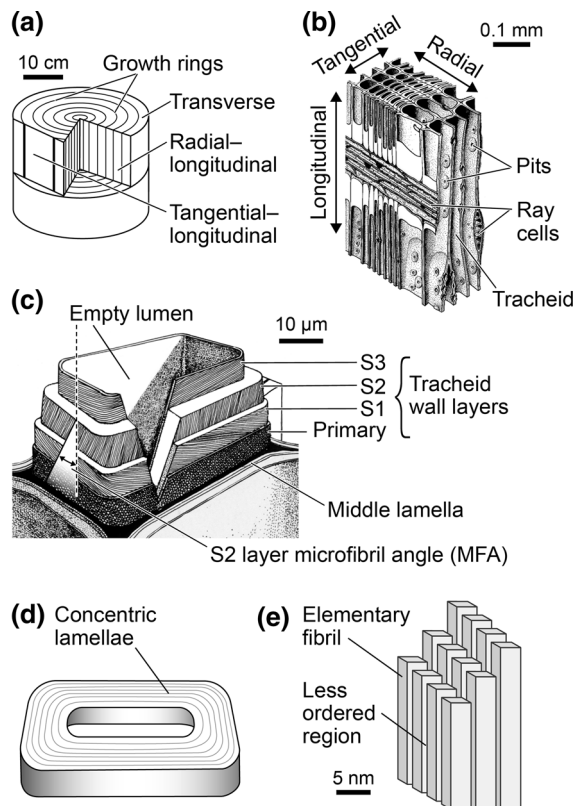 (a)
10 cm
Growth rings
Transverse
Radial–
longitudinal
Tangential–
longitudinal
(b)
0.1 mm
Tangential
Radial
Longitudinal
Pits
Ray
cells
Tracheid
(c)
Empty lumen
10 µm
S3
S2
S1
Primary
Tracheid
wall layers
Middle lamella
S2 layer microfibril angle (MFA)
(d)
Concentric
lamellae
(e)
Elementary
fibril
Less
ordered
region
5 nm